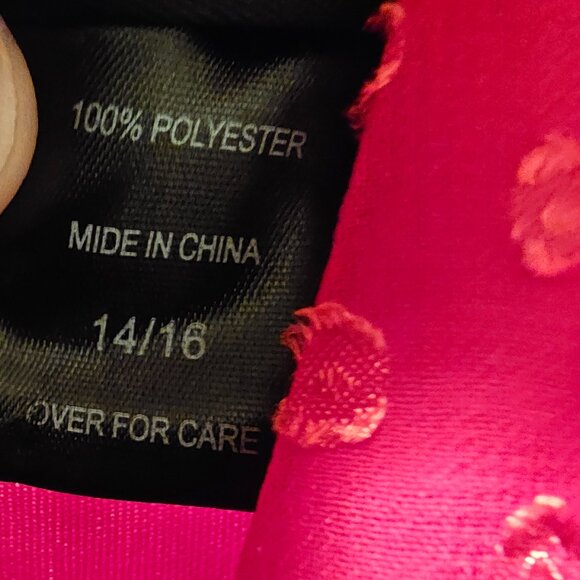 100% POLYESTER
MIDE IN CHINA
14/16
OVER FOR CARE